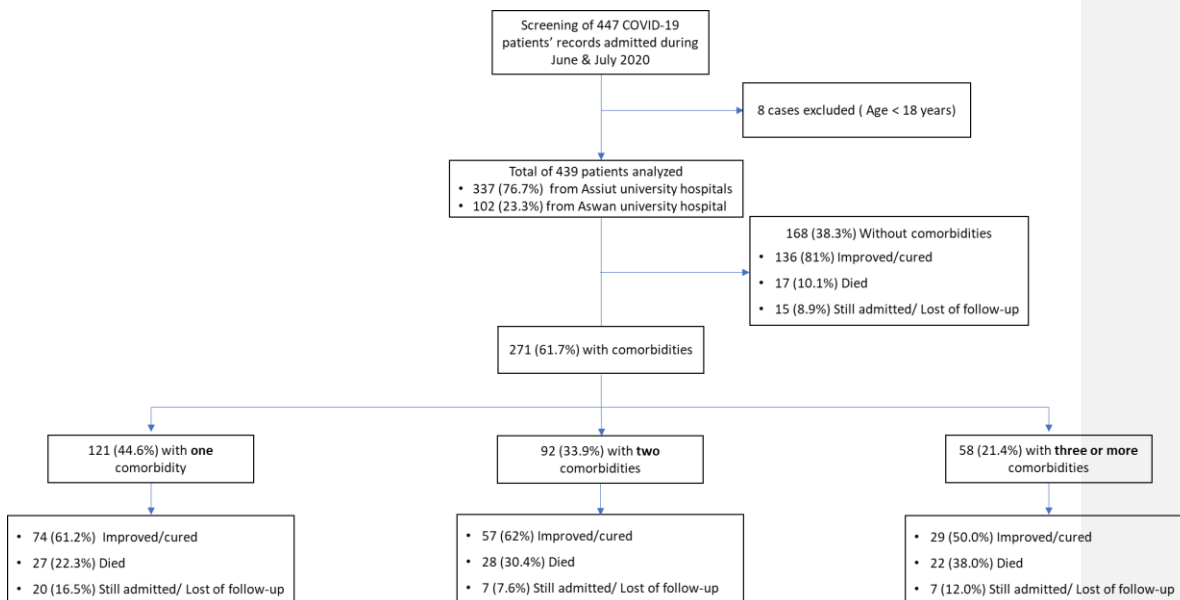 Screening of 447 COVID-19
patients’ records admitted during
June & July 2020
8 cases excluded ( Age < 18 years)
Total of 439 patients analyzed
• 337 (76.7%) from Assiut university hospitals
• 102 (23.3%) from Aswan university hospital
168 (38.3%) Without comorbidities
• 136 (81%) Improved/cured
• 17 (10.1%) Died
• 15 (8.9%) Still admitted/ Lost of follow-up
271 (61.7%) with comorbidities
121 (44.6%) with one
comorbidity
92 (33.9%) with two
comorbidities
58 (21.4%) with three or more
comorbidities
• 74 (61.2%) Improved/cured
• 27 (22.3%) Died
• 20 (16.5%) Still admitted/ Lost of follow-up
• 57 (62%) Improved/cured
• 28 (30.4%) Died
• 7 (7.6%) Still admitted/ Lost of follow-up
• 29 (50.0%) Improved/cured
• 22 (38.0%) Died
• 7 (12.0%) Still admitted/ Lost of follow-up